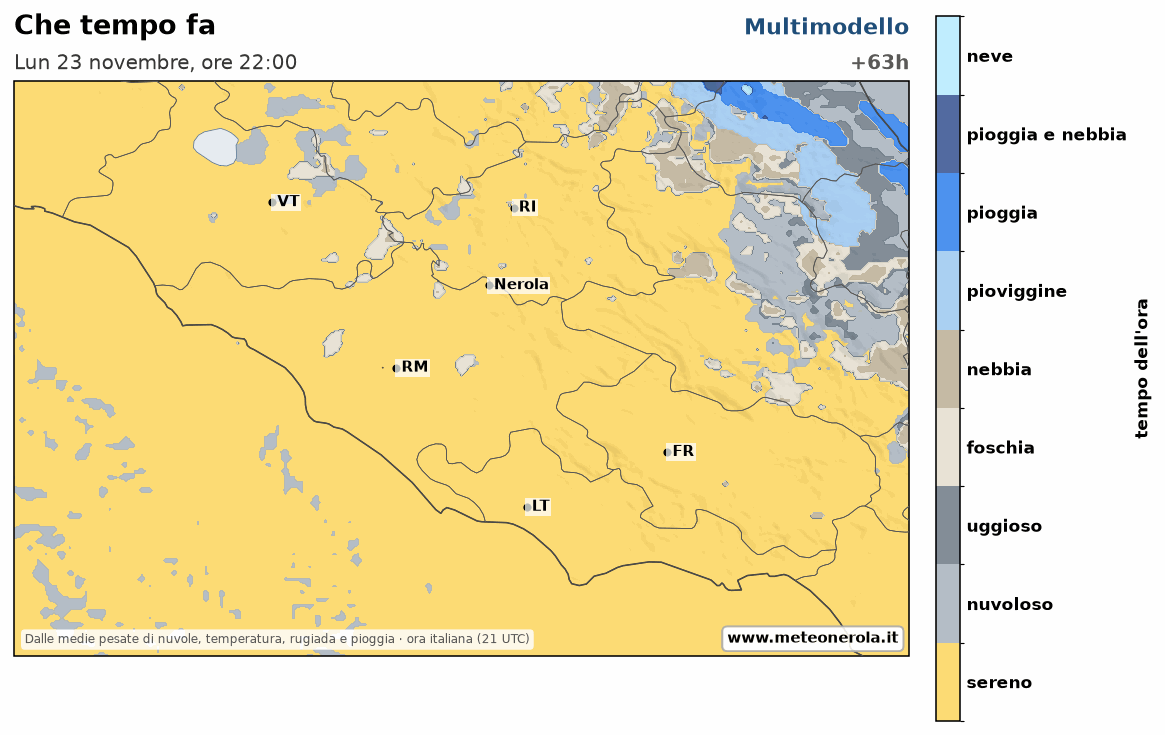 Che tempo fa
Multimodello
Lun 23 novembre, ore 22:00
+63h
neve
pioggia e nebbia
pioggia
pioviggine
nebbia
foschia
uggioso
nuvoloso
sereno
tempo dell'ora
VT
RI
Nerola
RM
FR
LT
Dalle medie pesate di nuvole, temperatura, rugiada e pioggia · ora italiana (21 UTC)
www.meteonerola.it